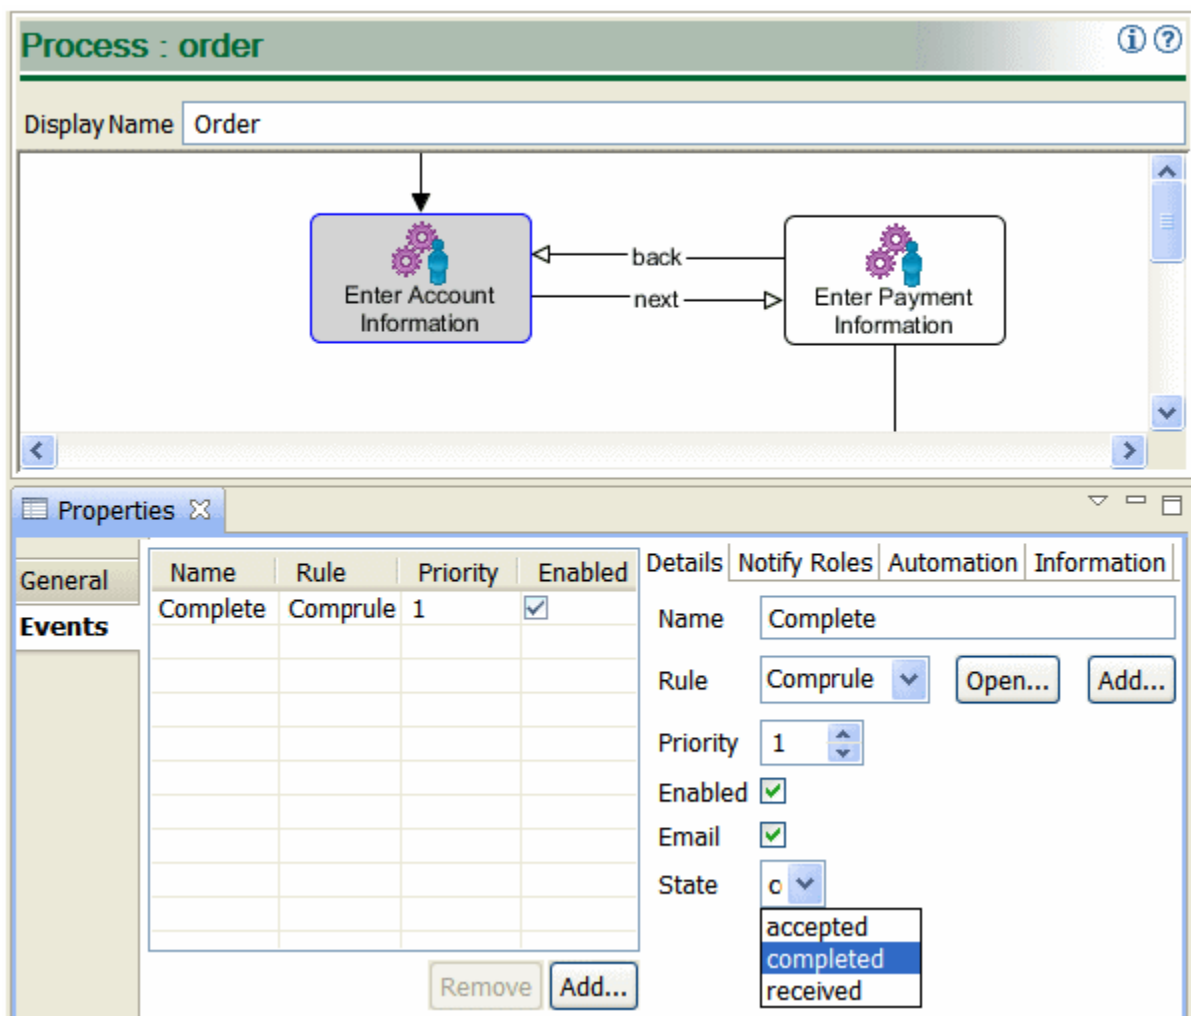 Process : order
Display Name Order
back
next
Enter Account
Information
Enter Payment
Information
Properties
General
Events
Name Rule Priority Enabled
Complete Comprule 1
Remove Add...
Details Notify Roles Automation Information
Name Complete
Rule Comprule Open... Add...
Priority 1
Enabled
Email
State c
accepted
completed
received